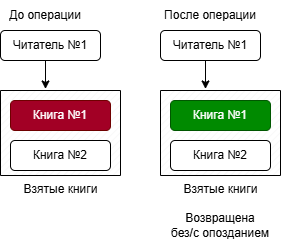 До операции
Читатель №1
Книга №1
Книга №2
Взятые книги
После операции
Читатель №1
Книга №1
Книга №2
Взятые книги
Возвращена
без/с опозданием